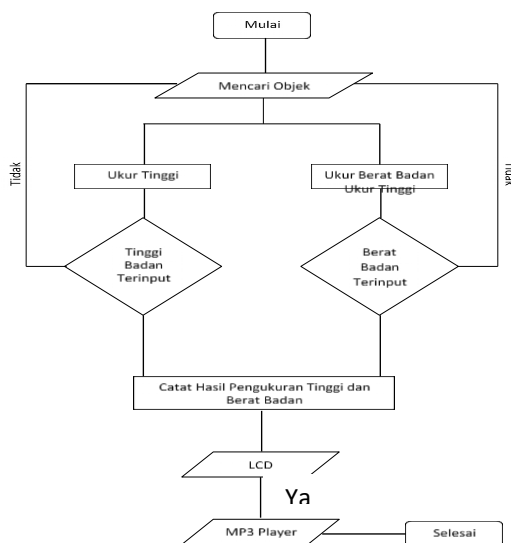 Mulai
Mencari Objek
Tidak
Ukur Tinggi
Ukur Berat Badan
Ukur Tinggi
Tinggi
Badan
Terinput
Berat
Badan
Terinput
Catat Hasil Pengukuran Tinggi dan
Berat Badan
LCD
Ya
MP3 Player
Selesai